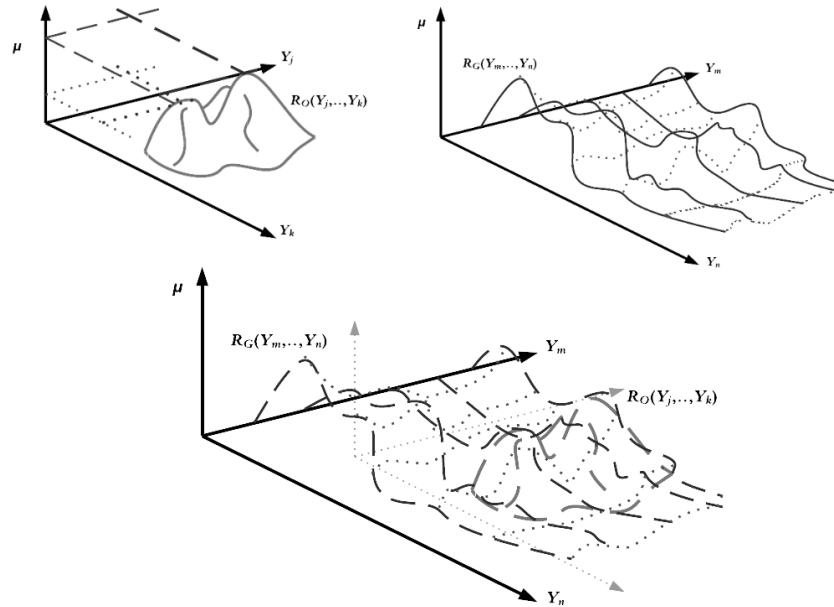 μ
Y_j
R_O(Y_j,..,Y_k)
Y_k
μ
R_G(Y_m,..,Y_n)
Y_m
Y_n
μ
R_G(Y_m,..,Y_n)
Y_m
R_O(Y_j,..,Y_k)
Y_n